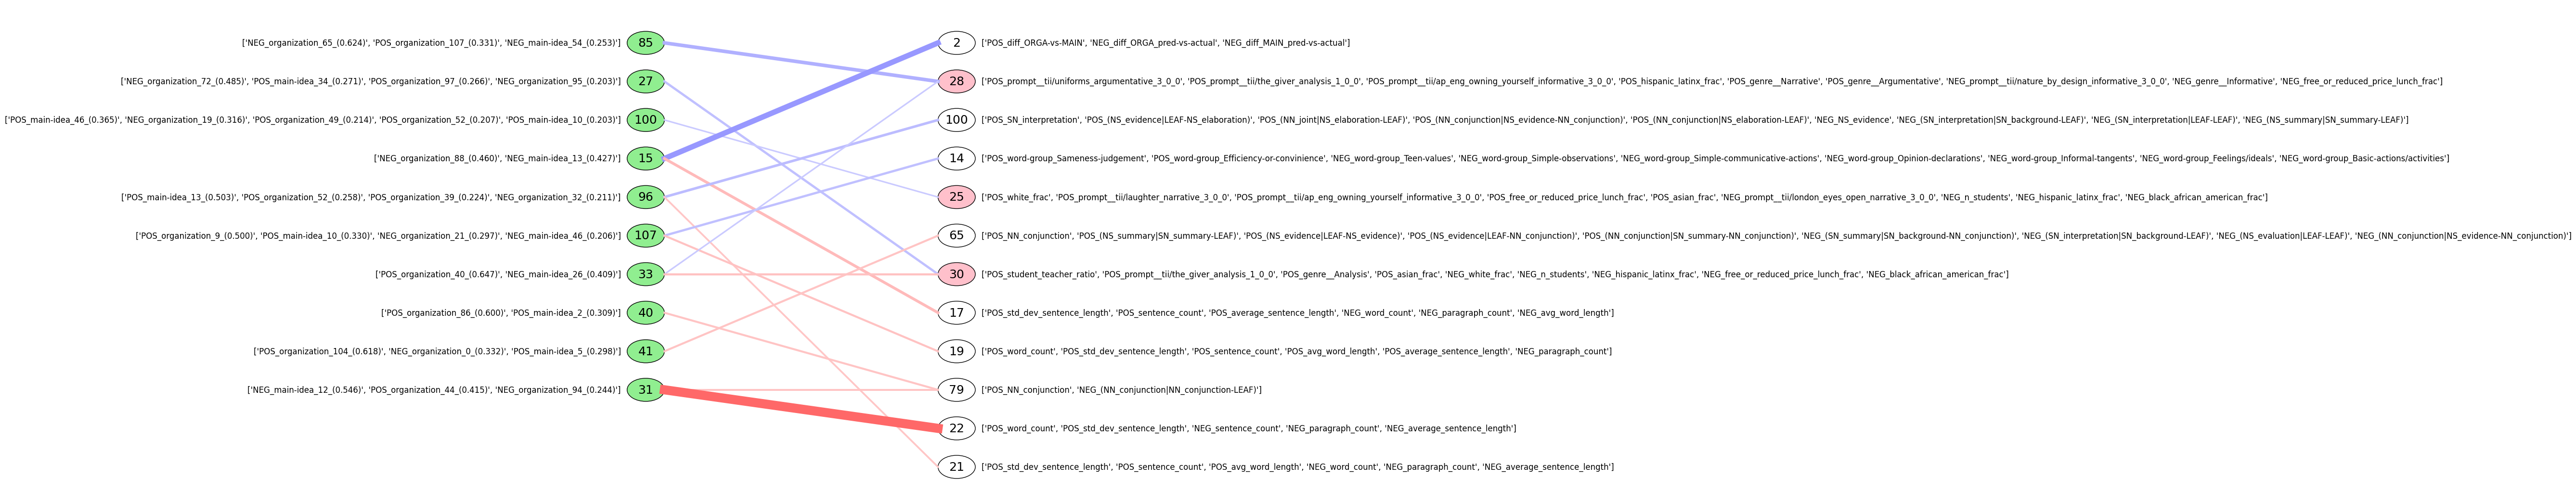 ['NEG_organization_65_(0.624)', 'POS_organization_107_(0.331)', 'NEG_main-idea_54_(0.253)'] 85 2 ['POS_diff_ORGA-vs-MAIN', 'NEG_diff_ORGA_pred-vs-actual', 'NEG_diff_MAIN_pred-vs-actual']
['NEG_organization_72_(0.485)', 'POS_main-idea_34_(0.271)', 'POS_organization_97_(0.266)', 'NEG_organization_95_(0.203)'] 27 28 ['POS_prompt__tii/uniforms_argumentative_3_0_0', 'POS_prompt__tii/the_giver_analysis_1_0_0', 'POS_prompt__tii/ap_eng_owning_yourself_informative_3_0_0', 'POS_hispanic_latinx_frac', 'POS_genre__Narrative', 'POS_genre__Argumentative', 'NEG_prompt__tii/nature_by_design_informative_3_0_0', 'NEG_genre__Informative', 'NEG_free_or_reduced_price_lunch_frac']
['POS_main-idea_46_(0.365)', 'NEG_organization_19_(0.316)', 'POS_organization_49_(0.214)', 'POS_organization_52_(0.207)', 'POS_main-idea_10_(0.203)'] 100 100 ['POS_SN_interpretation', 'POS_(NS_evidence|LEAF-NS_elaboration)', 'POS_(NN_joint|NS_elaboration-LEAF)', 'POS_(NN_conjunction|NS_evidence-NN_conjunction)', 'POS_(NN_conjunction|NS_elaboration-LEAF)', 'NEG_NS_evidence', 'NEG_(SN_interpretation|SN_background-LEAF)', 'NEG_(SN_interpretation|LEAF-LEAF)', 'NEG_(NS_summary|SN_summary-LEAF)']
['NEG_organization_88_(0.460)', 'NEG_main-idea_13_(0.427)'] 15 14 ['POS_word-group_Sameness-judgement', 'POS_word-group_Efficiency-or-convinience', 'NEG_word-group_Teen-values', 'NEG_word-group_Simple-observations', 'NEG_word-group_Simple-communicative-actions', 'NEG_word-group_Opinion-declarations', 'NEG_word-group_Informal-tangents', 'NEG_word-group_Feelings/ideals', 'NEG_word-group_Basic-actions/activities']
['POS_main-idea_13_(0.503)', 'POS_organization_52_(0.258)', 'POS_organization_39_(0.224)', 'NEG_organization_32_(0.211)'] 96 25 ['POS_white_frac', 'POS_prompt__tii/laughter_narrative_3_0_0', 'POS_prompt__tii/ap_eng_owning_yourself_informative_3_0_0', 'POS_free_or_reduced_price_lunch_frac', 'POS_asian_frac', 'NEG_prompt__tii/london_eyes_open_narrative_3_0_0', 'NEG_n_students', 'NEG_hispanic_latinx_frac', 'NEG_black_african_american_frac']
['POS_organization_9_(0.500)', 'POS_main-idea_10_(0.330)', 'NEG_organization_21_(0.297)', 'NEG_main-idea_46_(0.206)'] 107 65 ['POS_NN_conjunction', 'POS_(NS_summary|SN_summary-LEAF)', 'POS_(NS_evidence|LEAF-NS_evidence)', 'POS_(NS_evidence|LEAF-NN_conjunction)', 'POS_(NN_conjunction|SN_summary-NN_conjunction)', 'NEG_(SN_summary|SN_background-NN_conjunction)', 'NEG_(SN_interpretation|SN_background-LEAF)', 'NEG_(NS_evaluation|LEAF-LEAF)', 'NEG_(NN_conjunction|NS_evidence-NN_conjunction)']
['POS_organization_40_(0.647)', 'NEG_main-idea_26_(0.409)'] 33 30 ['POS_student_teacher_ratio', 'POS_prompt__tii/the_giver_analysis_1_0_0', 'POS_genre__Analysis', 'POS_asian_frac', 'NEG_white_frac', 'NEG_n_students', 'NEG_hispanic_latinx_frac', 'NEG_free_or_reduced_price_lunch_frac', 'NEG_black_african_american_frac']
['POS_organization_86_(0.600)', 'POS_main-idea_2_(0.309)'] 40 17 ['POS_std_dev_sentence_length', 'POS_sentence_count', 'POS_average_sentence_length', 'NEG_word_count', 'NEG_paragraph_count', 'NEG_avg_word_length']
['POS_organization_104_(0.618)', 'NEG_organization_0_(0.332)', 'POS_main-idea_5_(0.298)'] 41 19 ['POS_word_count', 'POS_std_dev_sentence_length', 'POS_sentence_count', 'POS_avg_word_length', 'POS_average_sentence_length', 'NEG_paragraph_count']
['NEG_main-idea_12_(0.546)', 'POS_organization_44_(0.415)', 'NEG_organization_94_(0.244)'] 31 79 ['POS_NN_conjunction', 'NEG_(NN_conjunction|NN_conjunction-LEAF)']
22 ['POS_word_count', 'POS_std_dev_sentence_length', 'NEG_sentence_count', 'NEG_paragraph_count', 'NEG_average_sentence_length']
21 ['POS_std_dev_sentence_length', 'POS_sentence_count', 'POS_avg_word_length', 'NEG_word_count', 'NEG_paragraph_count', 'NEG_average_sentence_length']